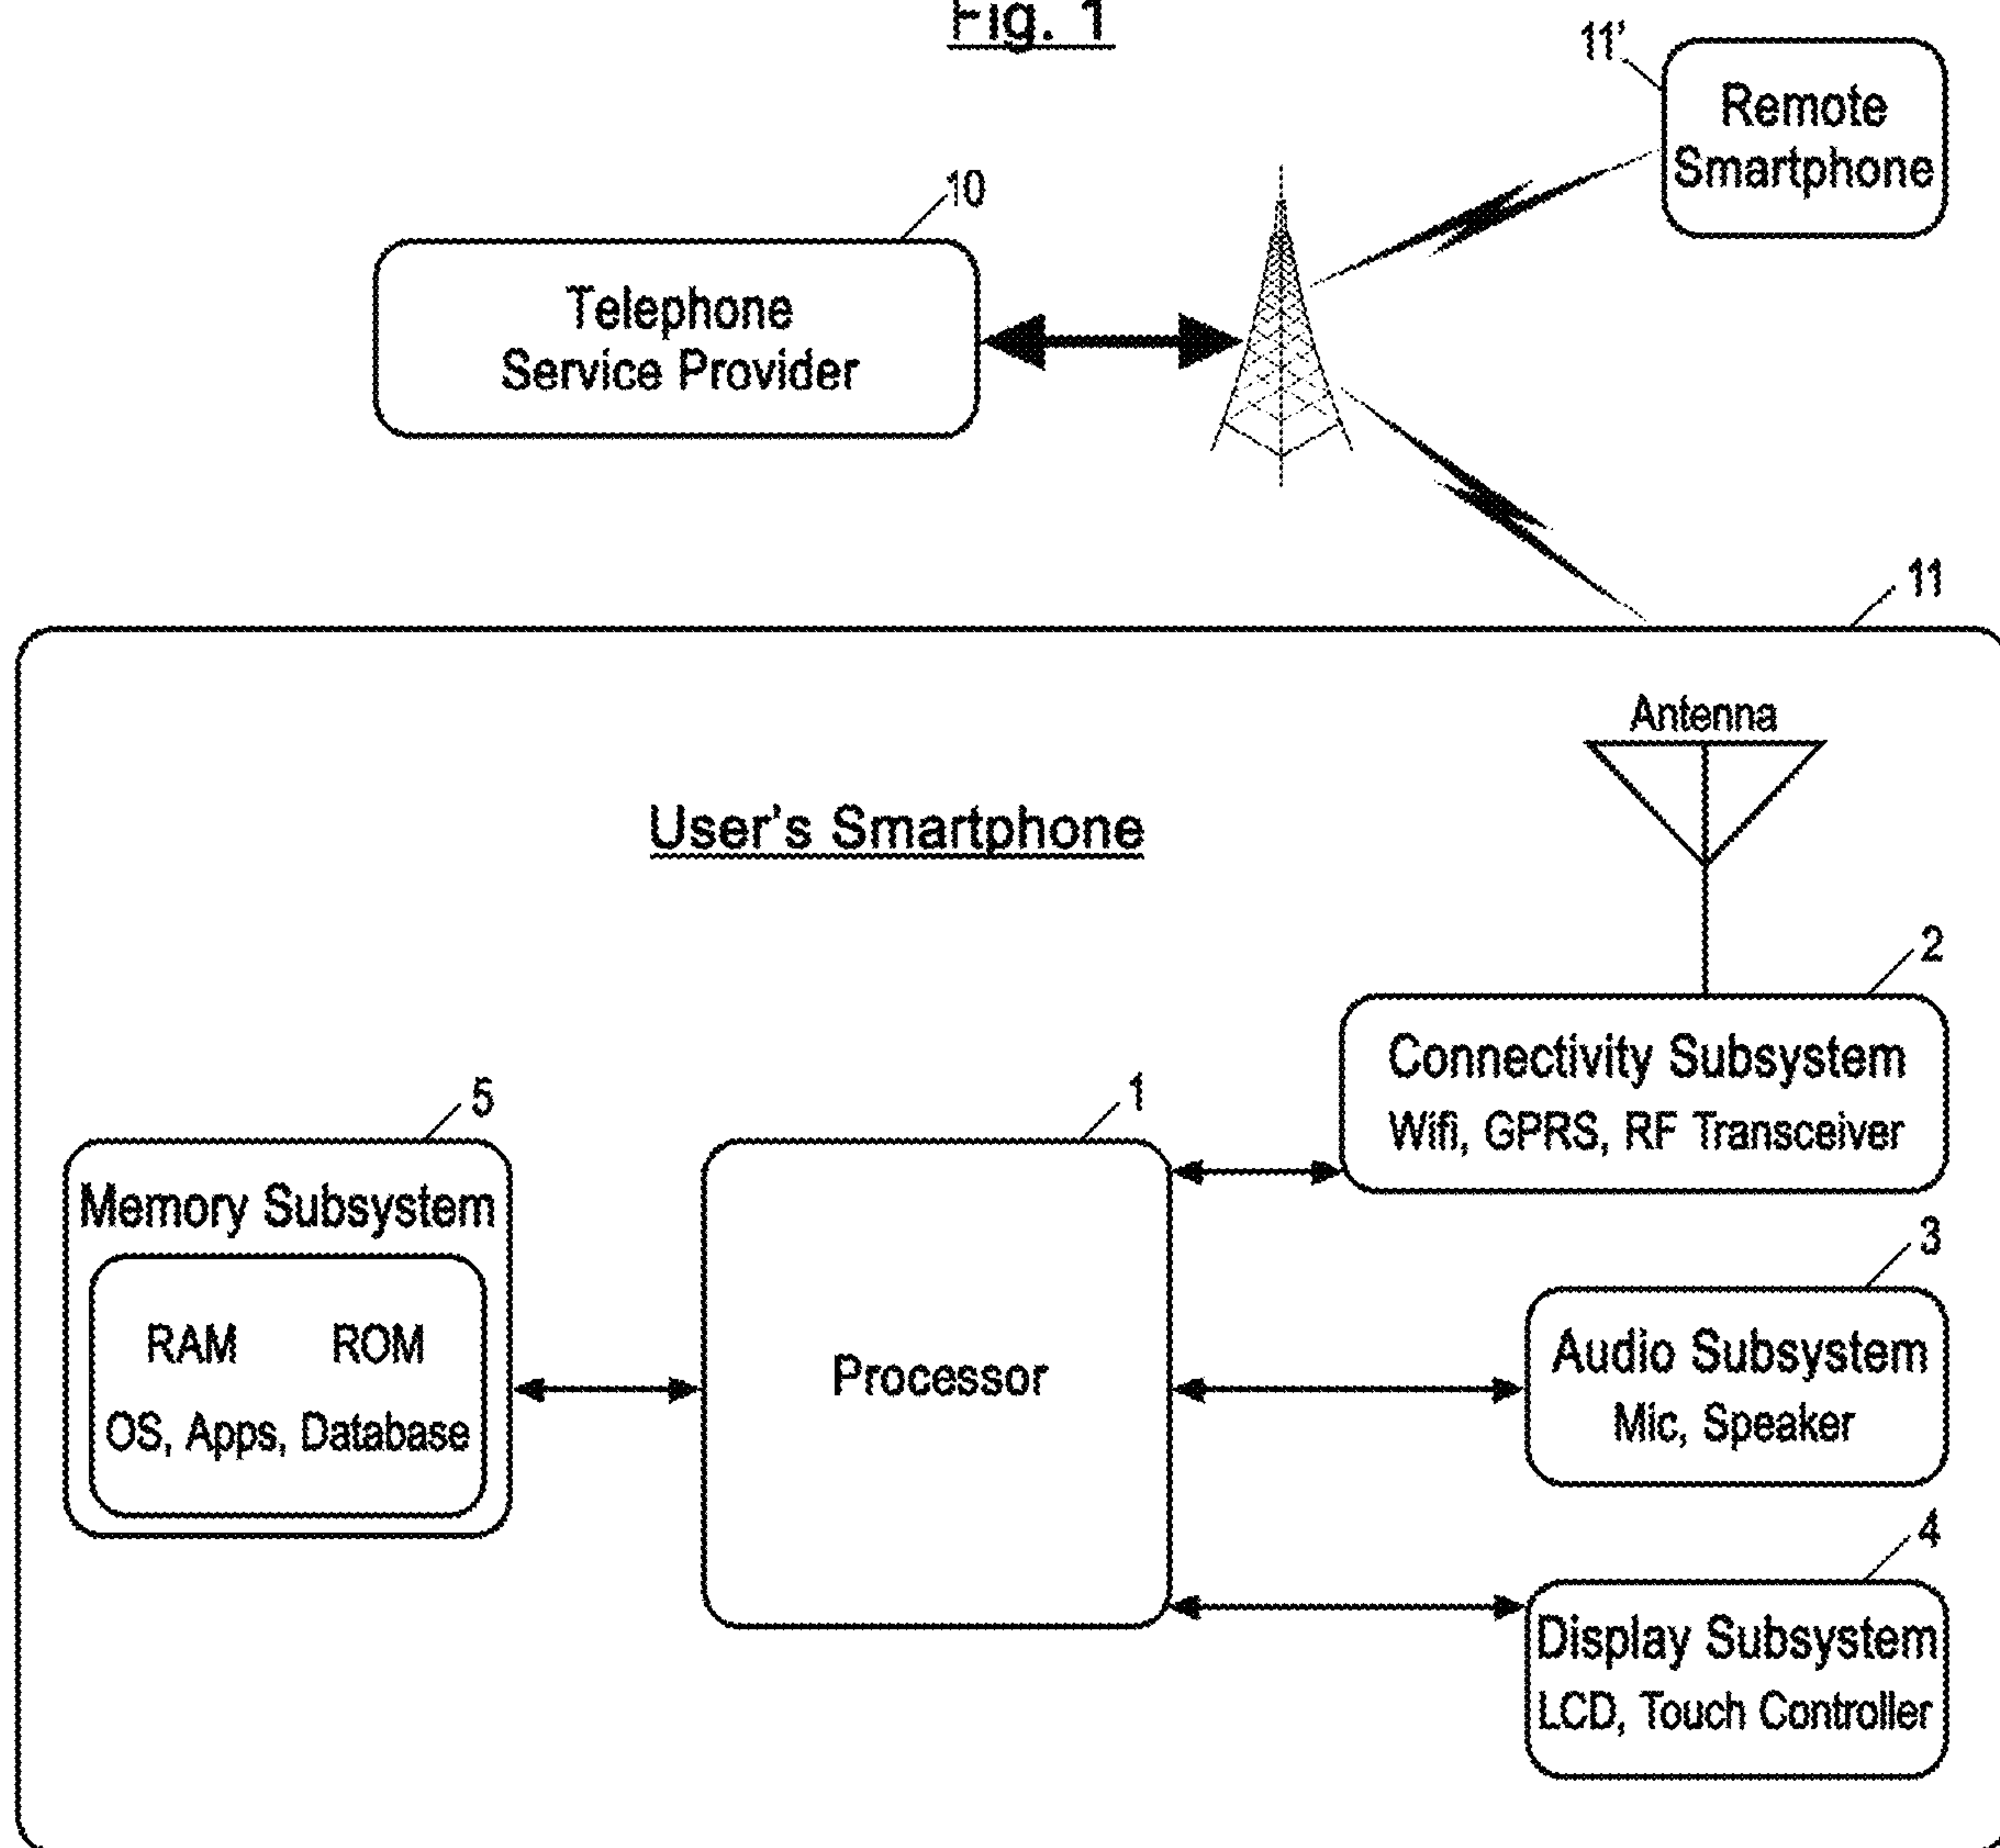 Fig. 1
11'
Remote
Smartphone
10
Telephone
Service Provider
11
Antenna
User's Smartphone
2
Connectivity Subsystem
Wifi, GPRS, RF Transceiver
5
1
Memory Subsystem
RAM ROM
OS, Apps, Database
Processor
3
Audio Subsystem
Mic, Speaker
4
Display Subsystem
LCD, Touch Controller